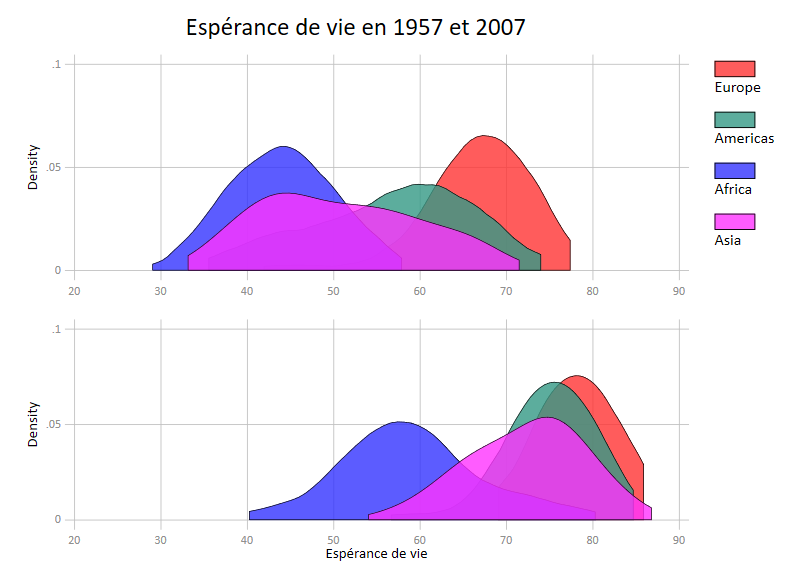 Espérance de vie en 1957 et 2007
.1
.05
0
Density
20 30 40 50 60 70 80 90
Europe
Americas
Africa
Asia
.1
.05
0
Density
20 30 40 50 60 70 80 90
Espérance de vie